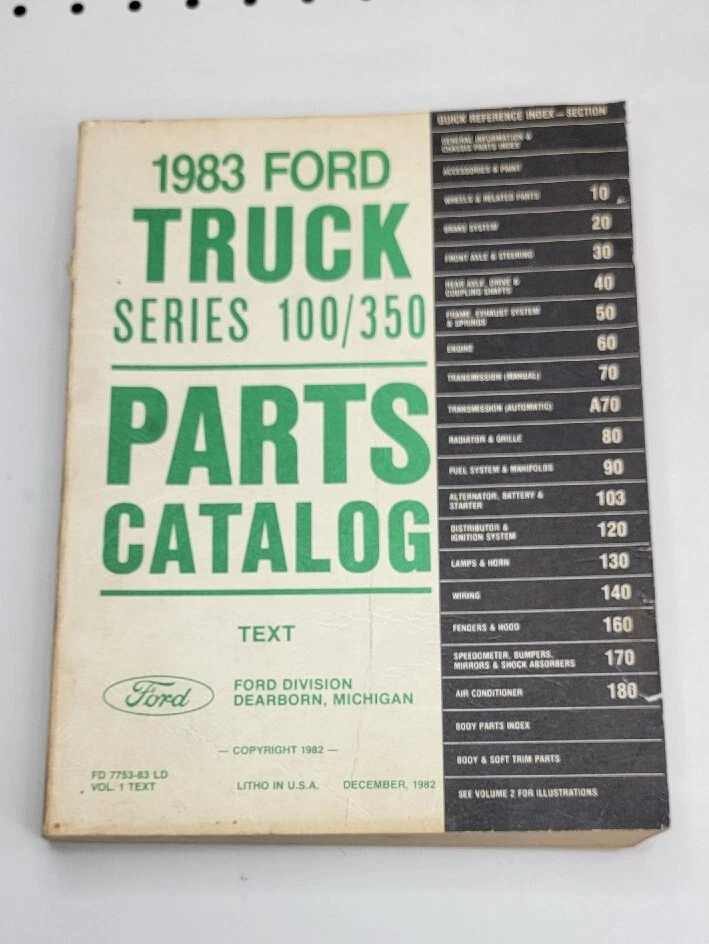 1983 FORD
TRUCK
SERIES 100/350
PARTS
CATALOG
TEXT
Ford
FORD DIVISION
DEARBORN, MICHIGAN
— COPYRIGHT 1982 —
FD 7753-83 LD
VOL. 1 TEXT
LITHO IN U.S.A. DECEMBER, 1982
QUICK REFERENCE INDEX — SECTION
GENERAL INFORMATION &
CHASSIS PARTS INDEX
ACCESSORIES & PAINT
WHEELS & RELATED PARTS 10
BRAKE SYSTEM 20
FRONT AXLE & STEERING 30
REAR AXLE, DRIVE &
COUPLING SHAFTS 40
FRAME, EXHAUST SYSTEM
& SPRINGS 50
ENGINE 60
TRANSMISSION (MANUAL) 70
TRANSMISSION (AUTOMATIC) A70
RADIATOR & GRILLE 80
FUEL SYSTEM & MANIFOLDS 90
ALTERNATOR, BATTERY &
STARTER 103
DISTRIBUTOR &
IGNITION SYSTEM 120
LAMPS & HORN 130
WIRING 140
FENDERS & HOOD 160
SPEEDOMETER, BUMPERS,
MIRRORS & SHOCK ABSORBERS 170
AIR CONDITIONER 180
BODY PARTS INDEX
BODY & SOFT TRIM PARTS
SEE VOLUME 2 FOR ILLUSTRATIONS